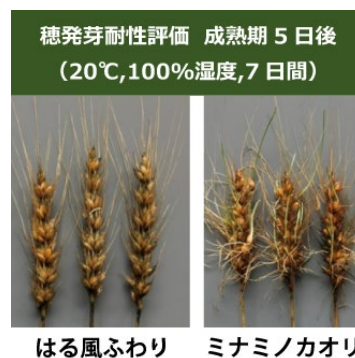 穂発芽耐性評価 成熟期5日後
（20℃,100%湿度,7日間）
はる風ふわり ミナミノカオリ